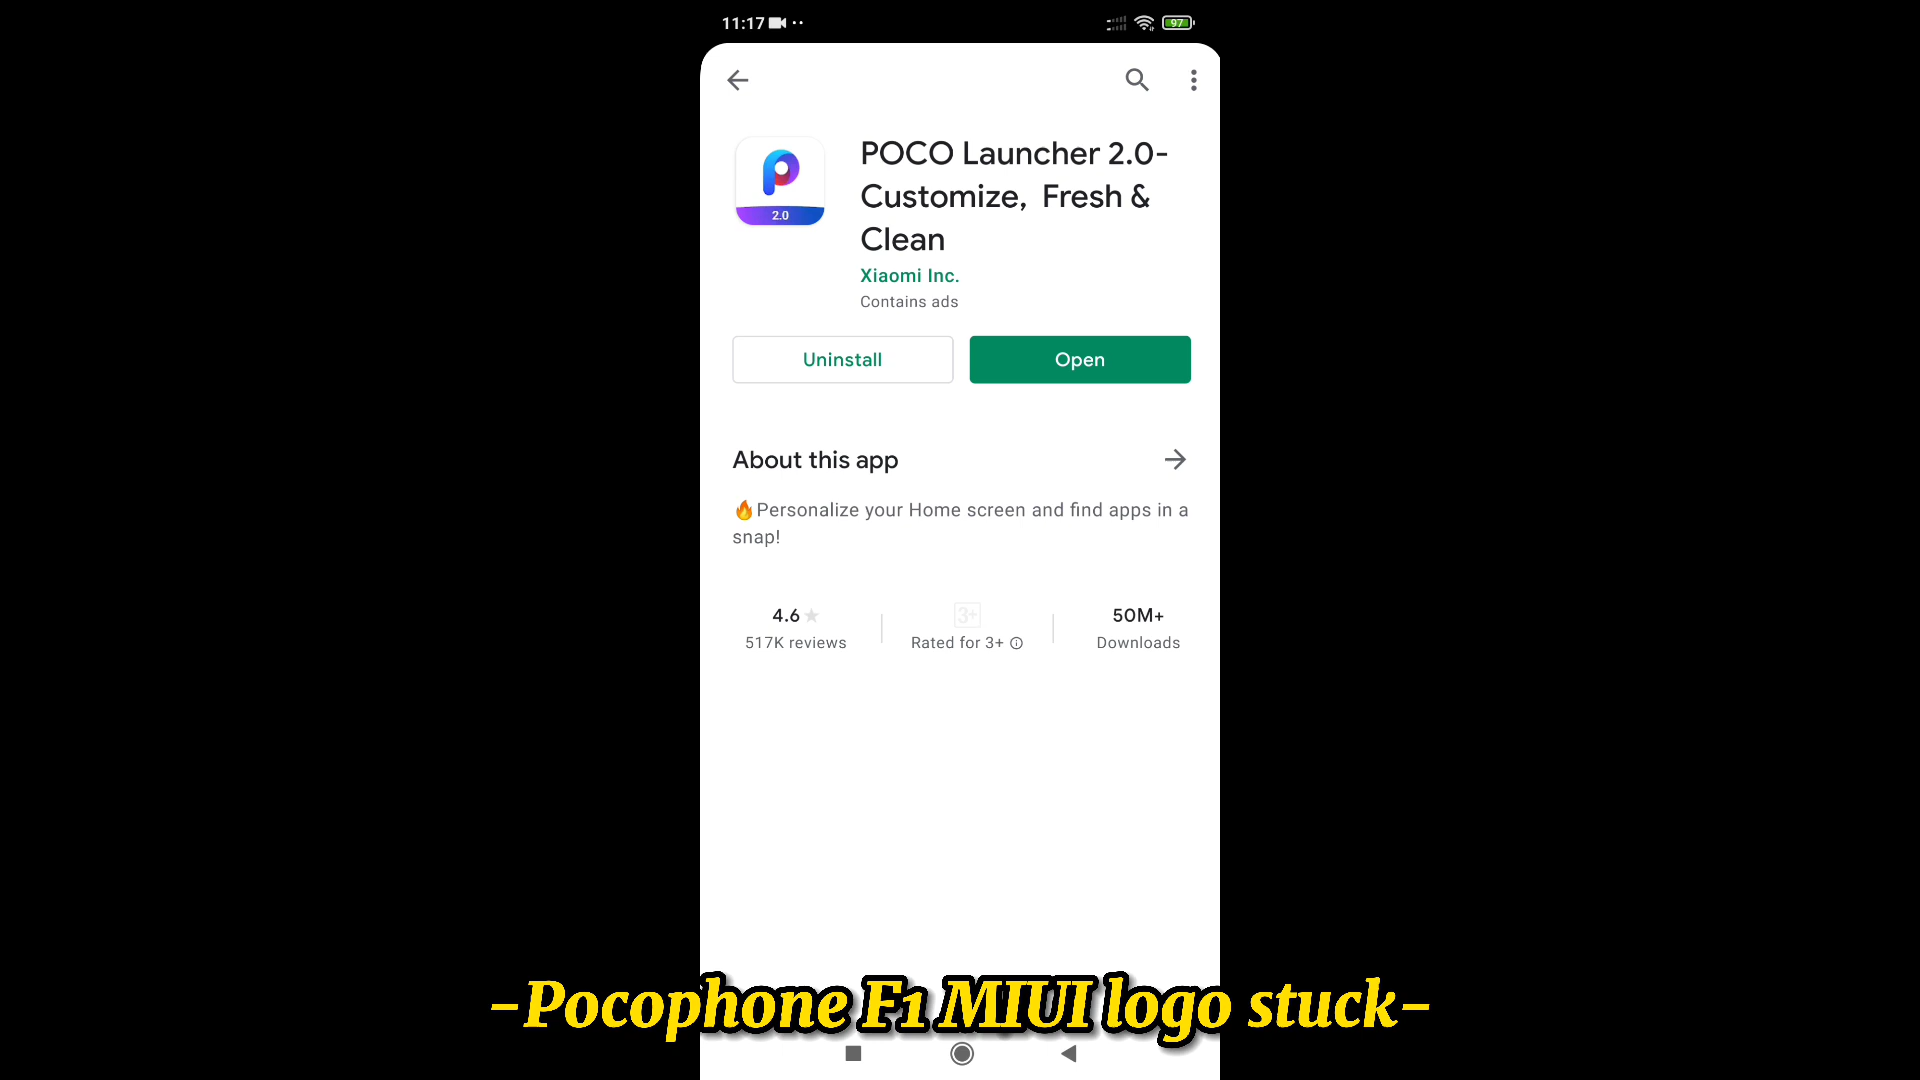 11:17
97
POCO Launcher 2.0-
Customize, Fresh &
Clean
2.0
Xiaomi Inc.
Contains ads
Uninstall
Open
About this app
🔥Personalize your Home screen and find apps in a
snap!
4.6★
3+
50M+
517K reviews
Rated for 3+
Downloads
-Pocophone F1 MIUI logo stuck-